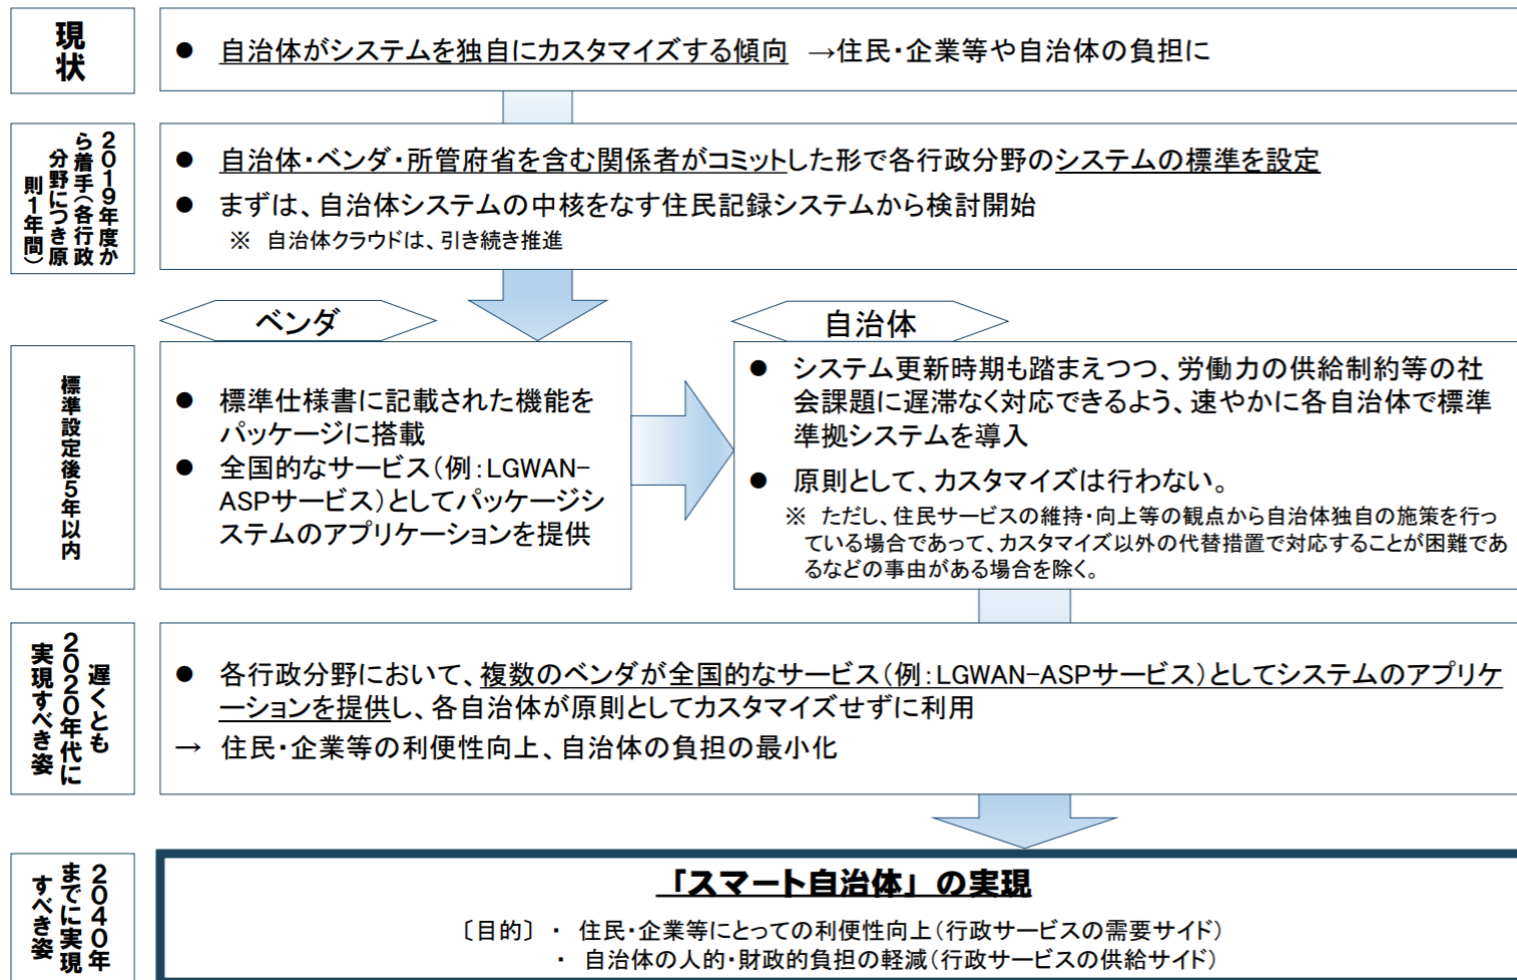 現
状
● 自治体がシステムを独自にカスタマイズする傾向 →住民・企業等や自治体の負担に
2019年度か
ら着手(各行政
分野につき原
則1年間)
● 自治体・ベンダ・所管府省を含む関係者がコミットした形で各行政分野のシステムの標準を設定
● まずは、自治体システムの中核をなす住民記録システムから検討開始
※ 自治体クラウドは、引き続き推進
ベンダ
自治体
標準設定後5年以内
● 標準仕様書に記載された機能を
パッケージに搭載
● 全国的なサービス(例:LGWAN-
ASPサービス)としてパッケージシ
ステムのアプリケーションを提供
● システム更新時期も踏まえつつ、労働力の供給制約等の社
会課題に遅滞なく対応できるよう、速やかに各自治体で標準
準拠システムを導入
● 原則として、カスタマイズは行わない。
※ ただし、住民サービスの維持・向上等の観点から自治体独自の施策を行っ
ている場合であって、カスタマイズ以外の代替措置で対応することが困難であ
るなどの事由がある場合を除く。
遅くとも
2020年代に
実現すべき姿
● 各行政分野において、複数のベンダが全国的なサービス(例:LGWAN-ASPサービス)としてシステムのアプリケ
ーションを提供し、各自治体が原則としてカスタマイズせずに利用
→ 住民・企業等の利便性向上、自治体の負担の最小化
2040年
までに実現
すべき姿
「スマート自治体」の実現
〔目的〕 ・ 住民・企業等にとっての利便性向上(行政サービスの需要サイド)
・ 自治体の人的・財政的負担の軽減(行政サービスの供給サイド)